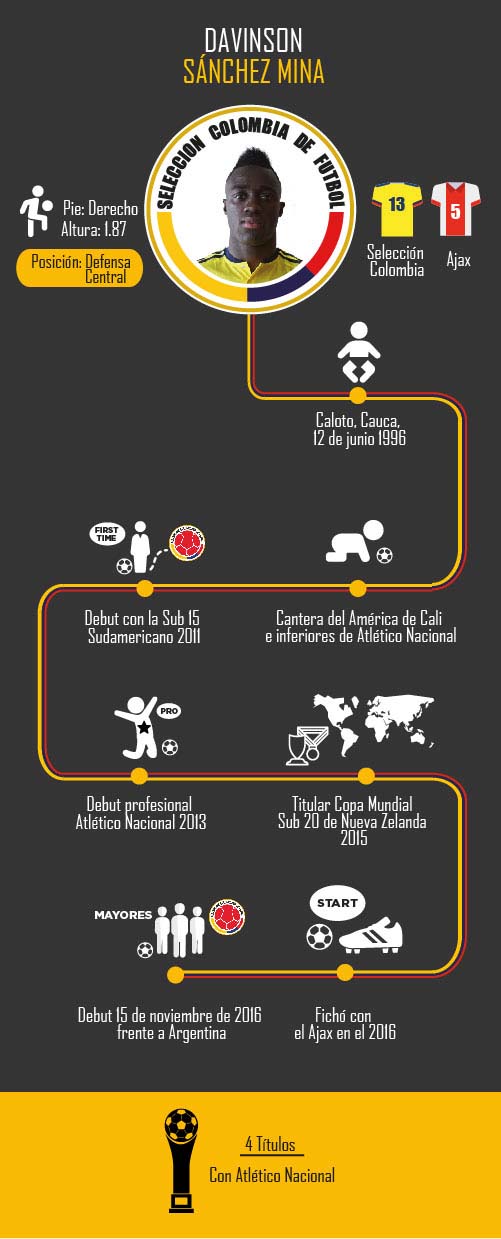 DAVINSON
SÁNCHEZ MINA
SELECCION COLOMBIA DE FUTBOL
Pie: Derecho
Altura: 1.87
Posición: Defensa
Central
13
5
Selección
Colombia
Ajax
Caloto, Cauca,
12 de junio 1996
FIRST
TIME
Debut con la Sub 15
Sudamericano 2011
Cantera del América de Cali
e inferiores de Atlético Nacional
PRO
Debut profesional
Atlético Nacional 2013
Titular Copa Mundial
Sub 20 de Nueva Zelanda
2015
MAYORES
START
Debut 15 de noviembre de 2016
frente a Argentina
Fichó con
el Ajax en el 2016
4 Títulos
Con Atlético Nacional